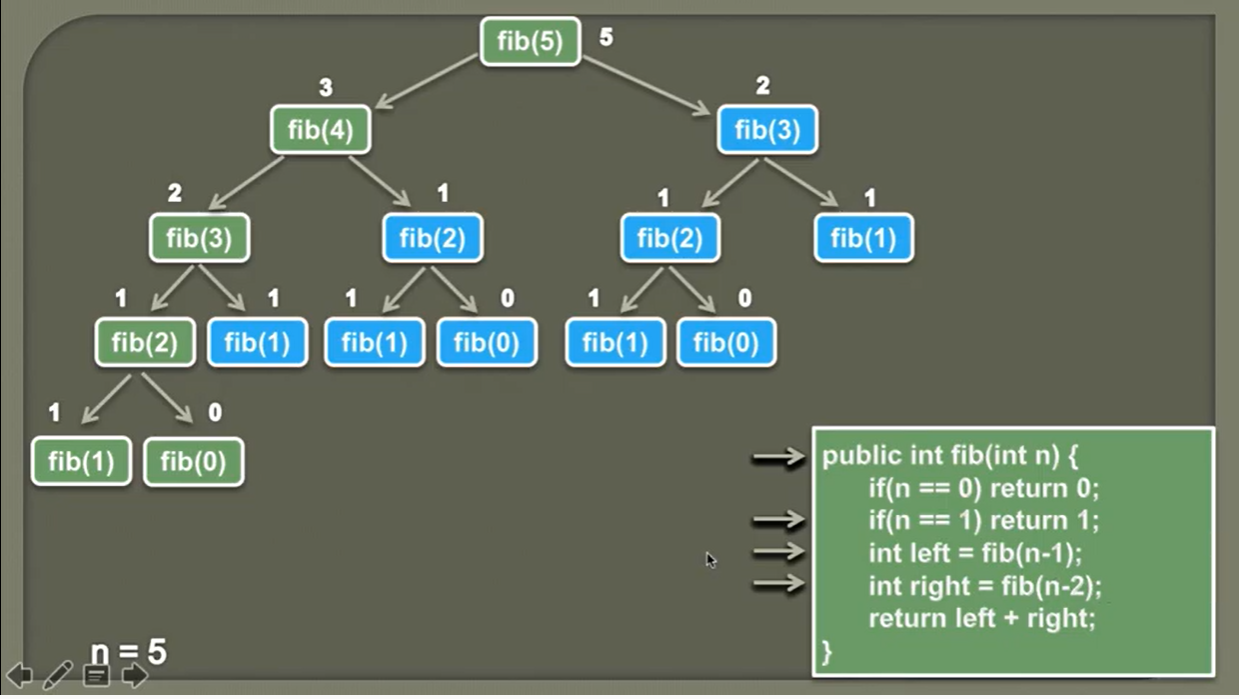 fib(5) 5
3 2
fib(4) fib(3)
2 1 1 1
fib(3) fib(2) fib(2) fib(1)
1 1 1 0 1 0
fib(2) fib(1) fib(1) fib(0) fib(1) fib(0)
1 0
fib(1) fib(0)
public int fib(int n) {
if(n == 0) return 0;
if(n == 1) return 1;
int left = fib(n-1);
int right = fib(n-2);
return left + right;
}
n = 5